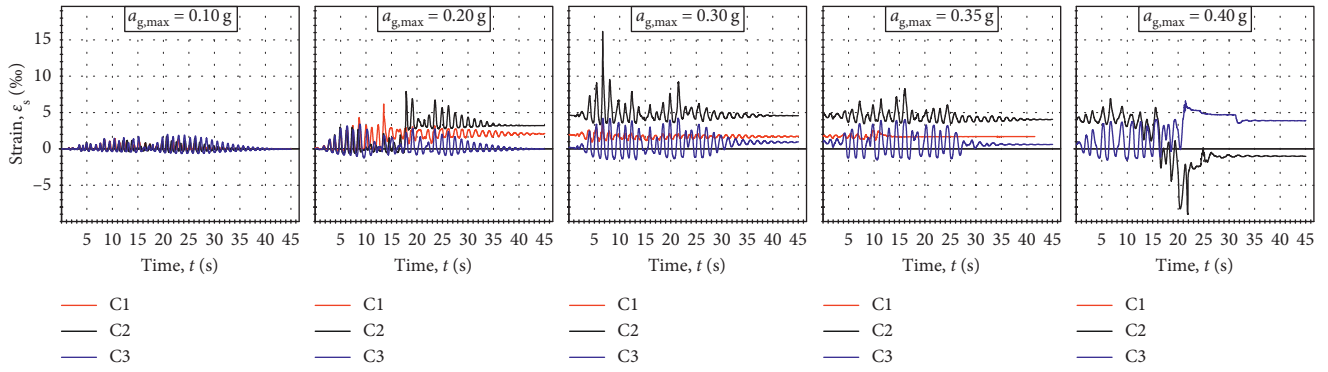 a_g,max = 0.10 g
a_g,max = 0.20 g
a_g,max = 0.30 g
a_g,max = 0.35 g
a_g,max = 0.40 g
Strain, ε_s (‰)
15
10
5
0
−5
5 10 15 20 25 30 35 40 45
5 10 15 20 25 30 35 40 45
5 10 15 20 25 30 35 40 45
5 10 15 20 25 30 35 40 45
5 10 15 20 25 30 35 40 45
Time, t (s)
Time, t (s)
Time, t (s)
Time, t (s)
Time, t (s)
C1
C2
C3
C1
C2
C3
C1
C2
C3
C1
C2
C3
C1
C2
C3